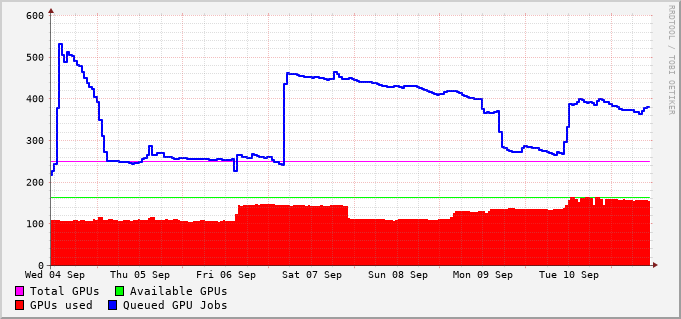 600
500
400
300
200
100
0
Wed 04 Sep Thu 05 Sep Fri 06 Sep Sat 07 Sep Sun 08 Sep Mon 09 Sep Tue 10 Sep
Total GPUs Available GPUs
GPUs used Queued GPU Jobs
RRDTOOL / TOBI OETIKER